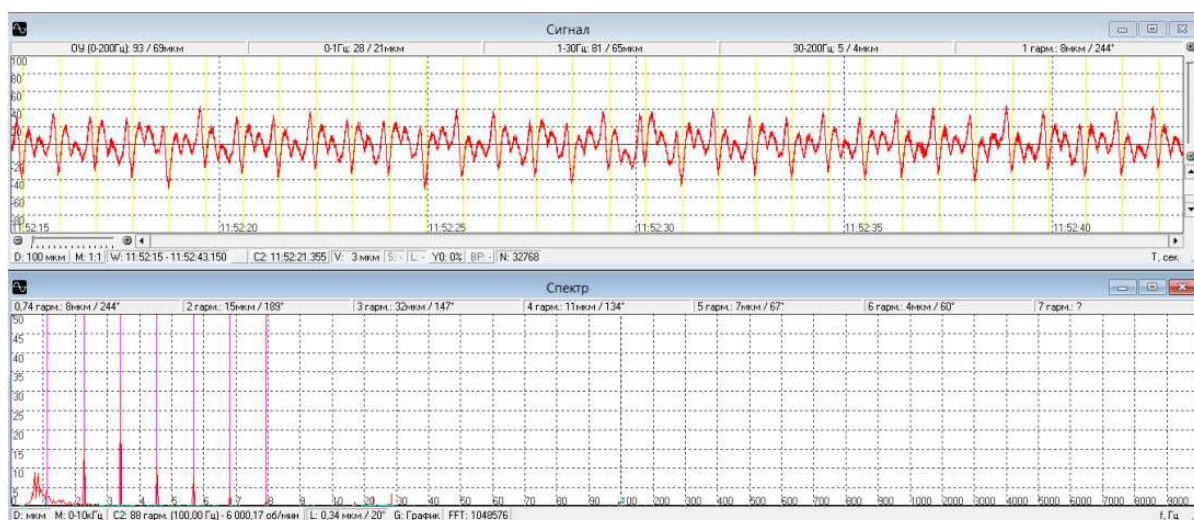 Сигнал
ОУ (0-200Гц): 93 / 69мкм 0-1Гц: 28 / 21мкм 1-30Гц: 81 / 65мкм 30-200Гц: 5 / 4мкм 1 гарм.: 8мкм / 244°
100
80
60
40
20
0
-20
-40
-60
-80
11:52:15 11:52:20 11:52:25 11:52:30 11:52:35 11:52:40
D: 100 мкм M: 1:1 W: 11:52:15 - 11:52:43.150 C2: 11:52:21.355 V: 3 мкм S: - L: - Y0: 0% BP: - N: 32768 T, сек
Спектр
0,74 гарм.: 8мкм / 244° 2 гарм.: 15мкм / 189° 3 гарм.: 32мкм / 147° 4 гарм.: 11мкм / 134° 5 гарм.: 7мкм / 67° 6 гарм.: 4мкм / 60° 7 гарм.: ?
50
45
40
35
30
25
20
15
10
5
0 1 2 3 4 5 6 7 8 9 10 20 30 40 50 60 70 80 90 100 200 300 400 500 600 700 800 900 1000 2000 3000 4000 5000 6000 7000 8000 9000
D: мкм M: 0-10кГц C2: 88 гарм. (100,00 Гц) - 6 000,17 об/мин L: 0,34 мкм / 20° G: График FFT: 1048576 f, Гц